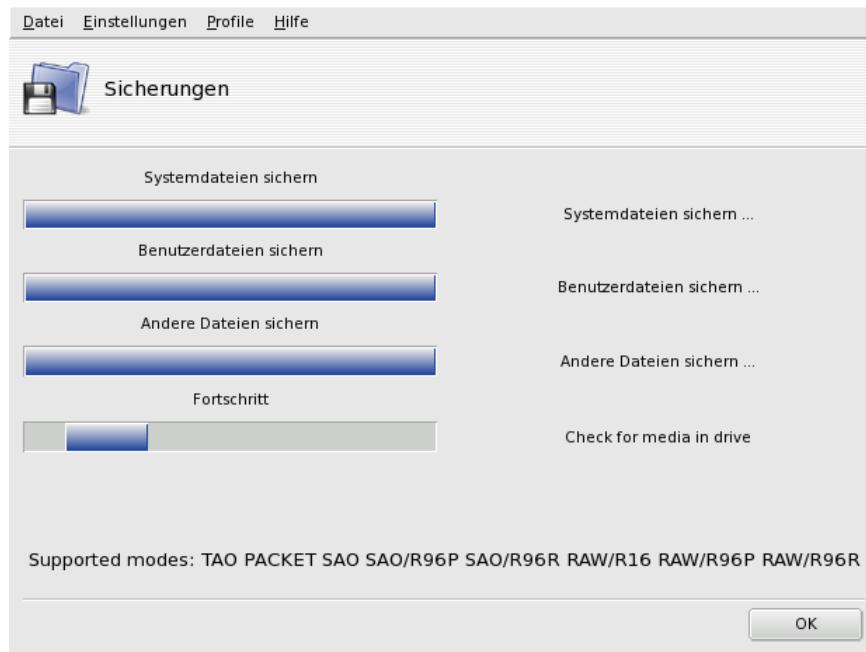 Datei Einstellungen Profile Hilfe
Sicherungen
Systemdateien sichern
Systemdateien sichern ...
Benutzerdateien sichern
Benutzerdateien sichern ...
Andere Dateien sichern
Andere Dateien sichern ...
Fortschritt
Check for media in drive
Supported modes: TAO PACKET SAO SAO/R96P SAO/R96R RAW/R16 RAW/R96P RAW/R96R
OK